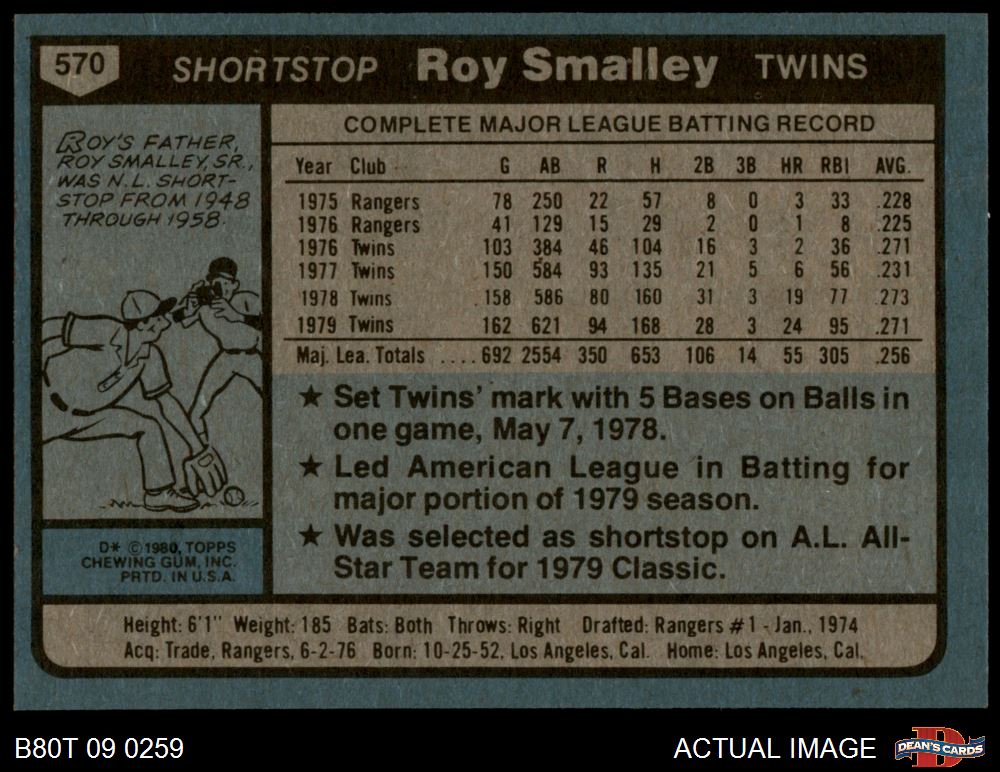 570 SHORTSTOP Roy Smalley TWINS
ROY'S FATHER,
ROY SMALLEY, SR.,
WAS N.L. SHORT-
STOP FROM 1948
THROUGH 1958.
D* © 1980, TOPPS
CHEWING GUM, INC.
PRTD. IN U.S.A.
COMPLETE MAJOR LEAGUE BATTING RECORD
Year Club G AB R H 2B 3B HR RBI AVG.
1975 Rangers 78 250 22 57 8 0 3 33 .228
1976 Rangers 41 129 15 29 2 0 1 8 .225
1976 Twins 103 384 46 104 16 3 2 36 .271
1977 Twins 150 584 93 135 21 5 6 56 .231
1978 Twins 158 586 80 160 31 3 19 77 .273
1979 Twins 162 621 94 168 28 3 24 95 .271
Maj. Lea. Totals .... 692 2554 350 653 106 14 55 305 .256
★ Set Twins' mark with 5 Bases on Balls in
one game, May 7, 1978.
★ Led American League in Batting for
major portion of 1979 season.
★ Was selected as shortstop on A.L. All-
Star Team for 1979 Classic.
Height: 6'1" Weight: 185 Bats: Both Throws: Right Drafted: Rangers #1 - Jan., 1974
Acq: Trade, Rangers, 6-2-76 Born: 10-25-52, Los Angeles, Cal. Home: Los Angeles, Cal.
B80T 09 0259 ACTUAL IMAGE D DEAN'S CARDS